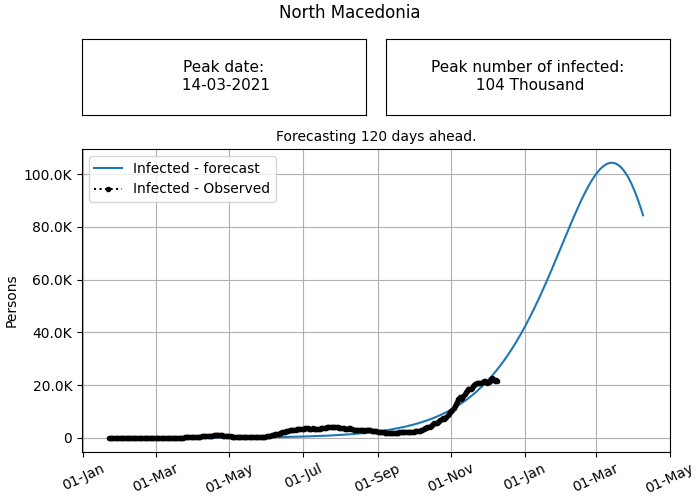 North Macedonia
Peak date:
14-03-2021
Peak number of infected:
104 Thousand
Forecasting 120 days ahead.
Infected - forecast
Infected - Observed
100.0K
80.0K
60.0K
40.0K
20.0K
0
Persons
01-Jan
01-Mar
01-May
01-Jul
01-Sep
01-Nov
01-Jan
01-Mar
01-May